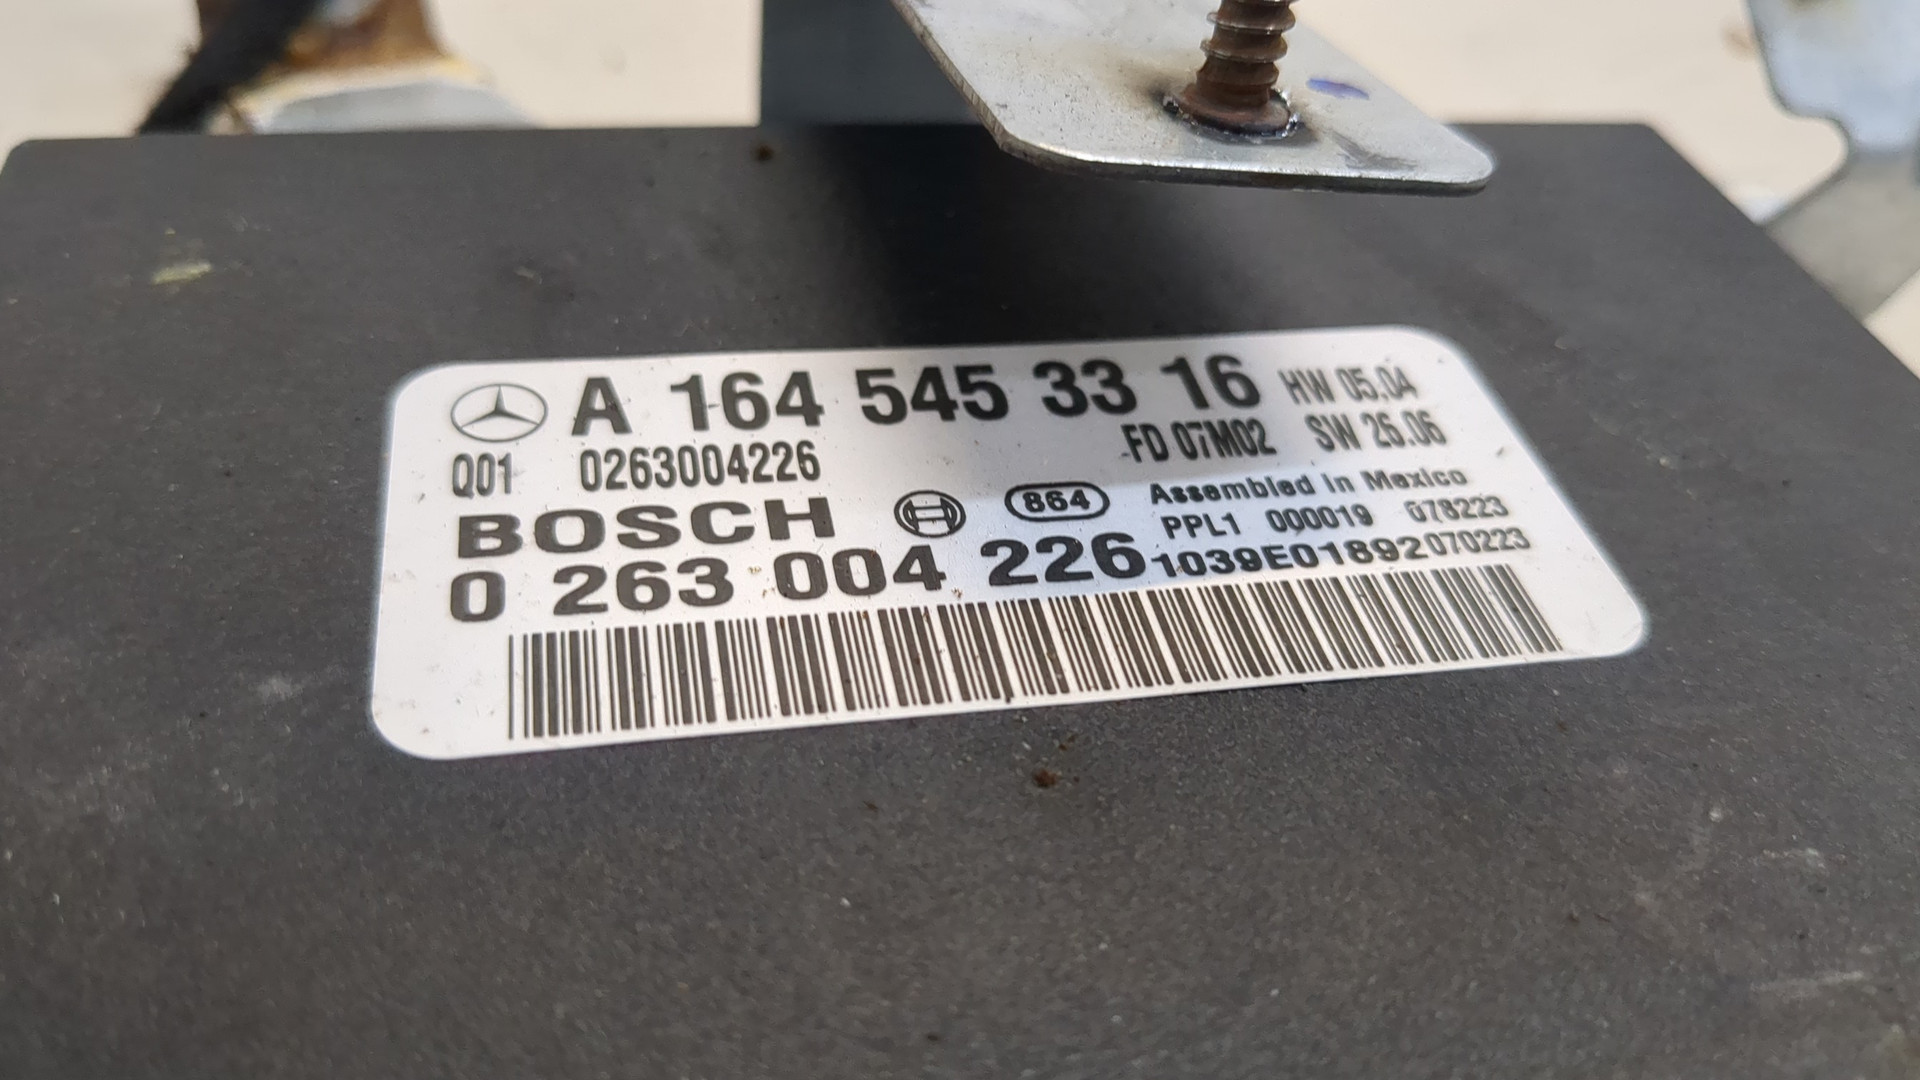 A 164 545 33 16 HW 05.04
Q01 0263004226 FD 07M02 SW 26.06
BOSCH 864 Assembled in Mexico
PPL1 000019 078223
0 263 004 226 1039E01892070223